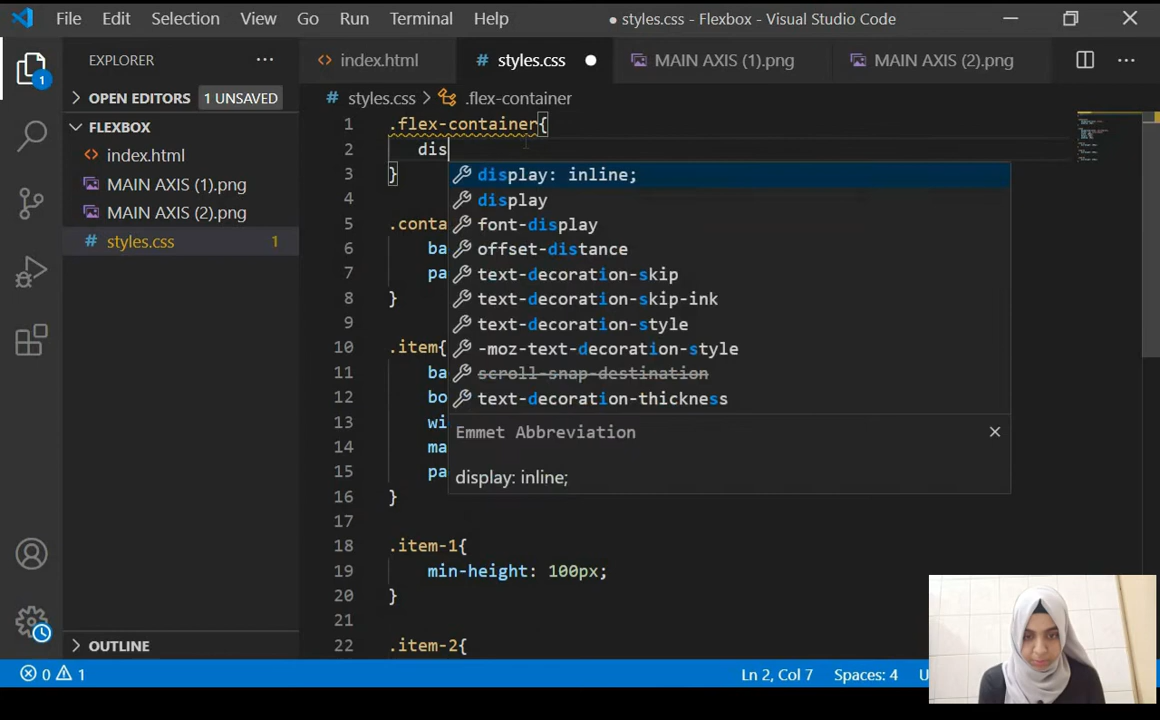 File Edit Selection View Go Run Terminal Help
● styles.css - Flexbox - Visual Studio Code
EXPLORER ...
<> index.html
# styles.css ●
MAIN AXIS (1).png
MAIN AXIS (2).png
...
1
> OPEN EDITORS 1 UNSAVED
FLEXBOX
<> index.html
MAIN AXIS (1).png
MAIN AXIS (2).png
# styles.css 1
> OUTLINE
# styles.css > .flex-container
1 .flex-container{
2 dis
3 }
4
5 .conta
6 ba
7 pa
8 }
9
10 .item{
11 ba
12 bo
13 wi
14 ma
15 pa
16 }
17
18 .item-1{
19 min-height: 100px;
20 }
21
22 .item-2{
display: inline;
display
font-display
offset-distance
text-decoration-skip
text-decoration-skip-ink
text-decoration-style
-moz-text-decoration-style
scroll-snap-destination
text-decoration-thickness
Emmet Abbreviation
display: inline;
0 1
Ln 2, Col 7 Spaces: 4 U